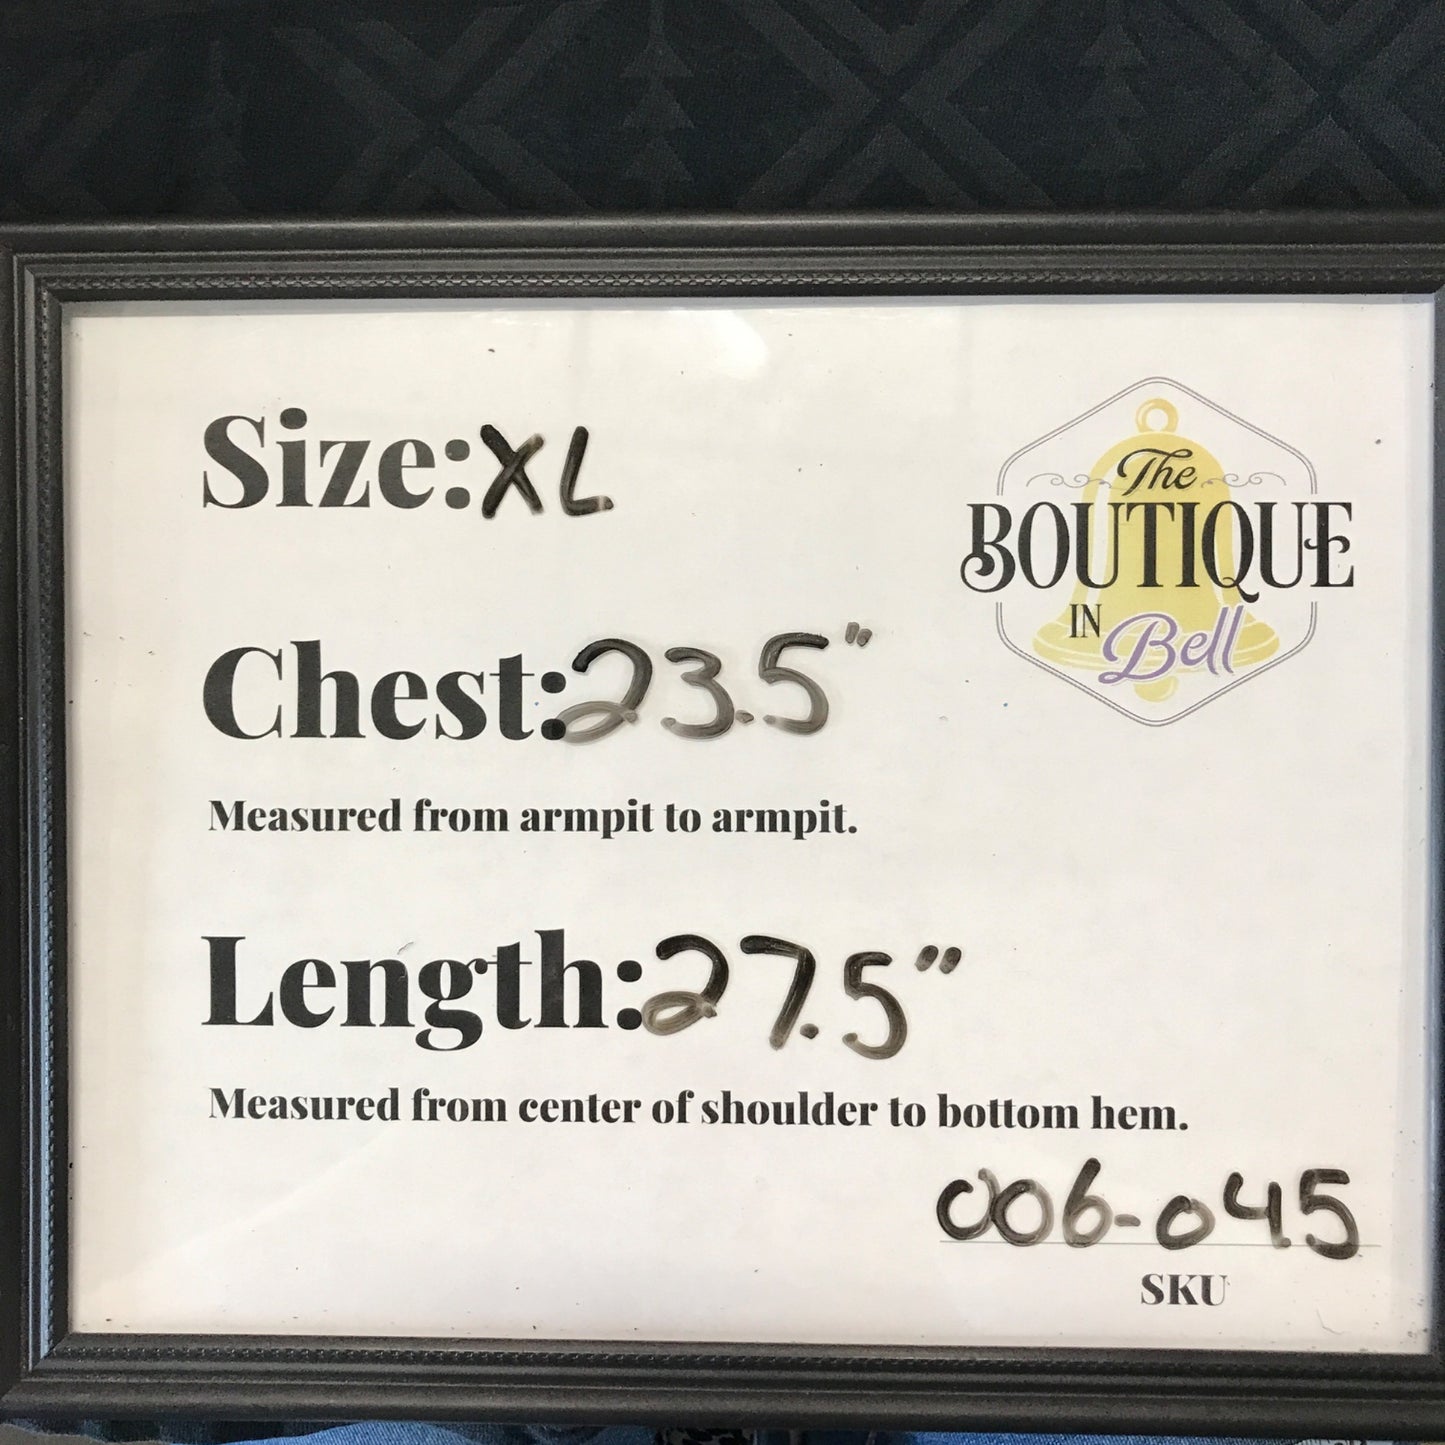 Size: XL
The
BOUTIQUE
IN Bell
Chest: 23.5"
Measured from armpit to armpit.
Length: 27.5"
Measured from center of shoulder to bottom hem.
006-045
SKU